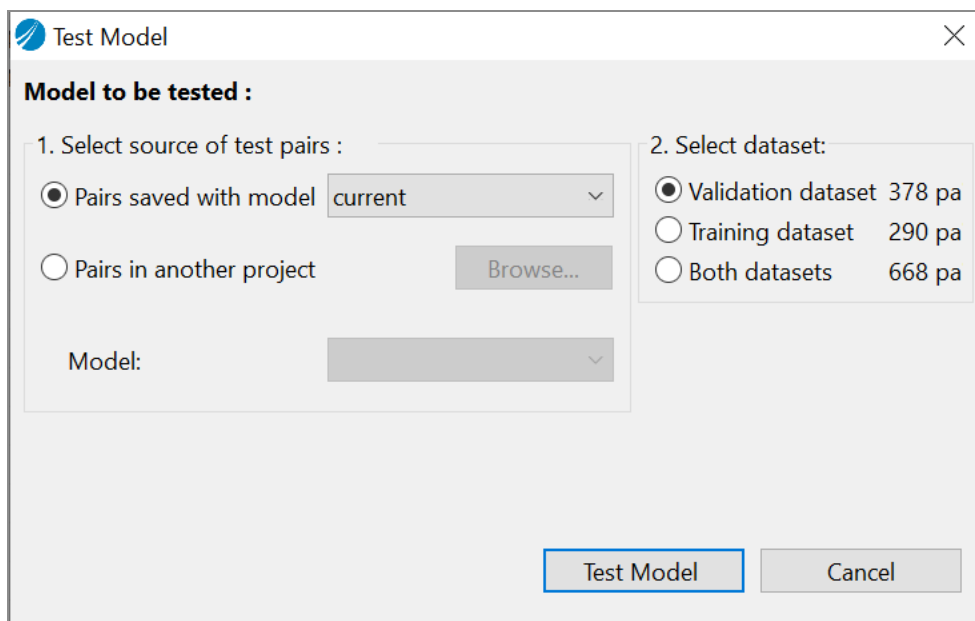 Test Model
Model to be tested :
1. Select source of test pairs :
Pairs saved with model current
Pairs in another project Browse...
Model:
2. Select dataset:
Validation dataset 378 pa
Training dataset 290 pa
Both datasets 668 pa
Test Model Cancel